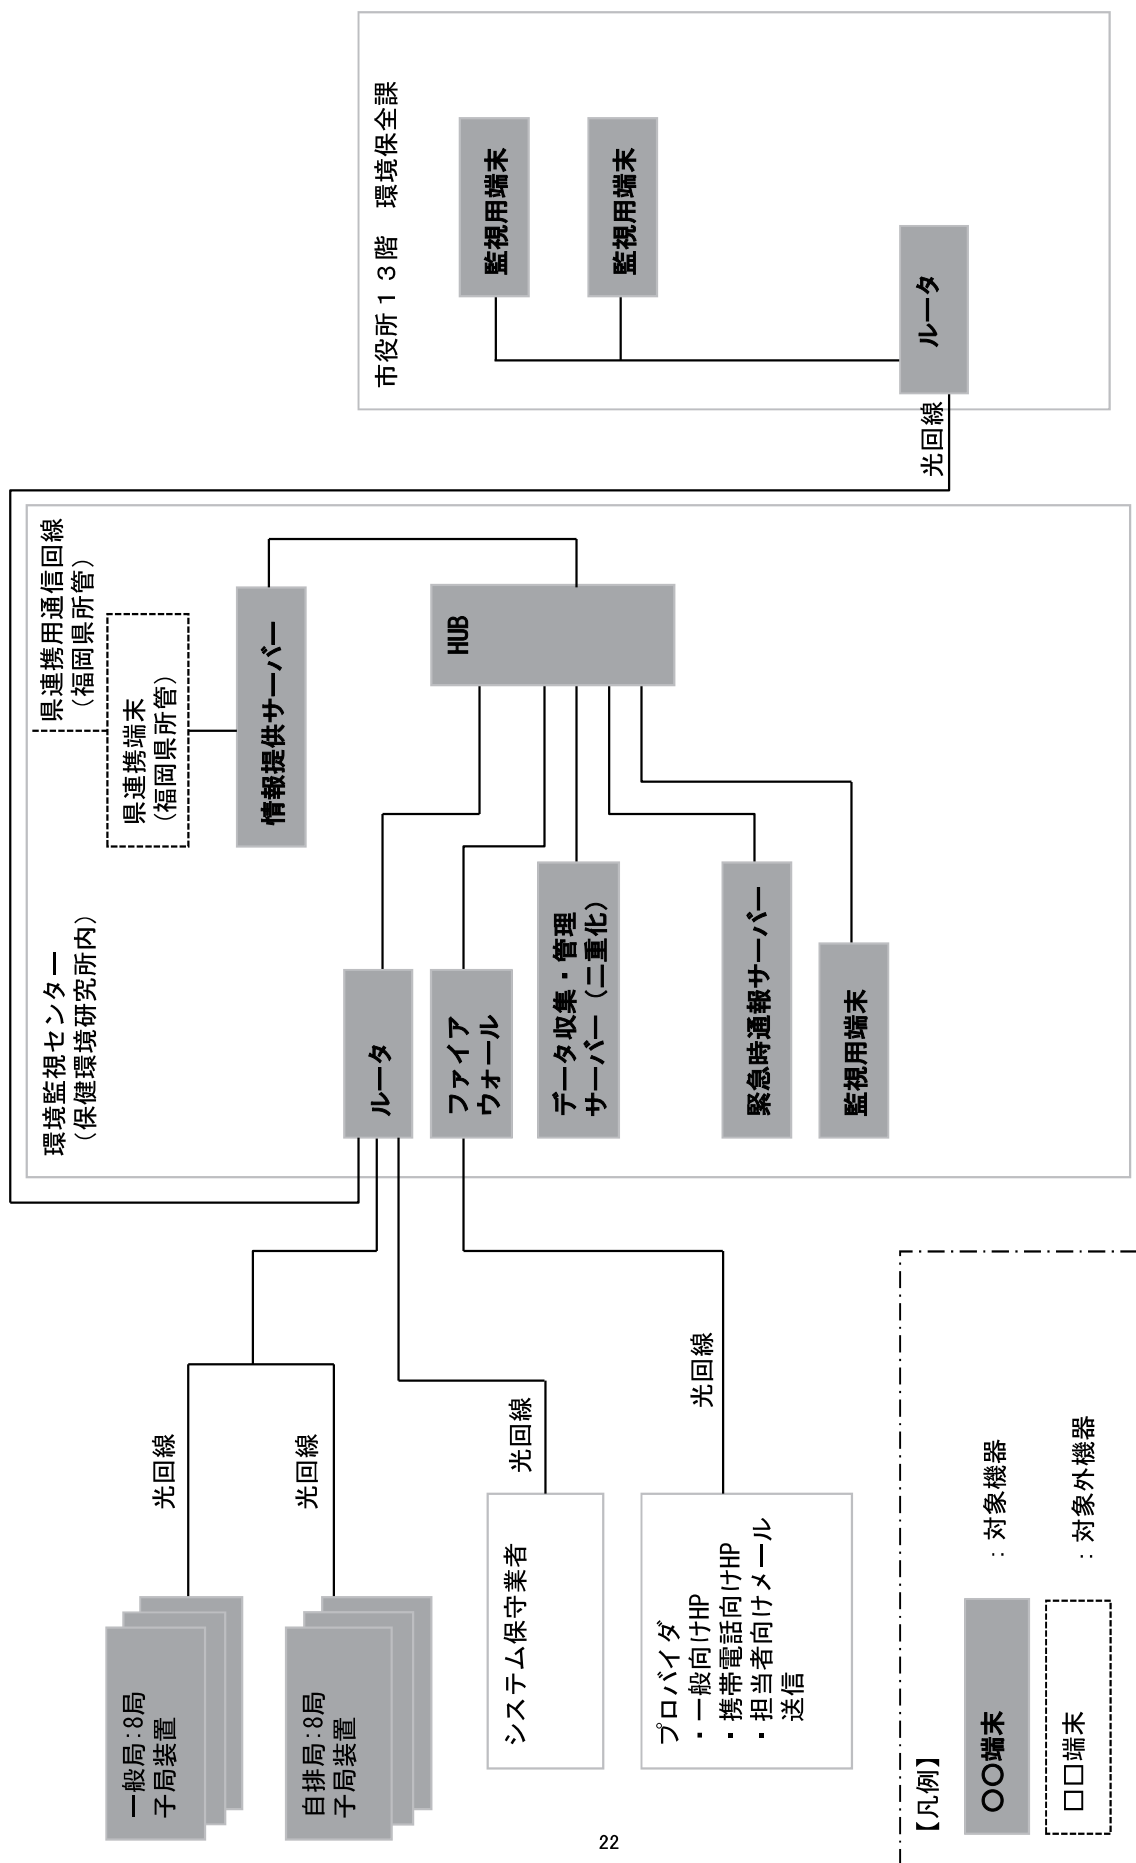 一般局:8局
子局装置
光回線
自排局:8局
子局装置
光回線
システム保守業者
光回線
プロバイダ
・一般向けHP
・携帯電話向けHP
・担当者向けメール
送信
光回線
環境監視センター
（保健環境研究所内）
県連携用通信回線
（福岡県所管）
県連携端末
（福岡県所管）
情報提供サーバー
HUB
ルータ
ファイア
ウォール
データ収集・管理
サーバー（二重化）
緊急時通報サーバー
監視用端末
光回線
市役所１３階　環境保全課
監視用端末
監視用端末
ルータ
【凡例】
〇〇端末
：対象機器
□□端末
：対象外機器
22